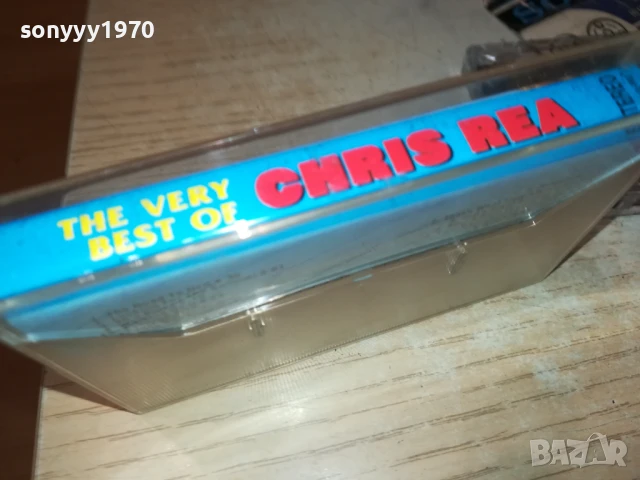 sonyyy1970
THE VERY
BEST OF
CHRIS REA
BAZAR